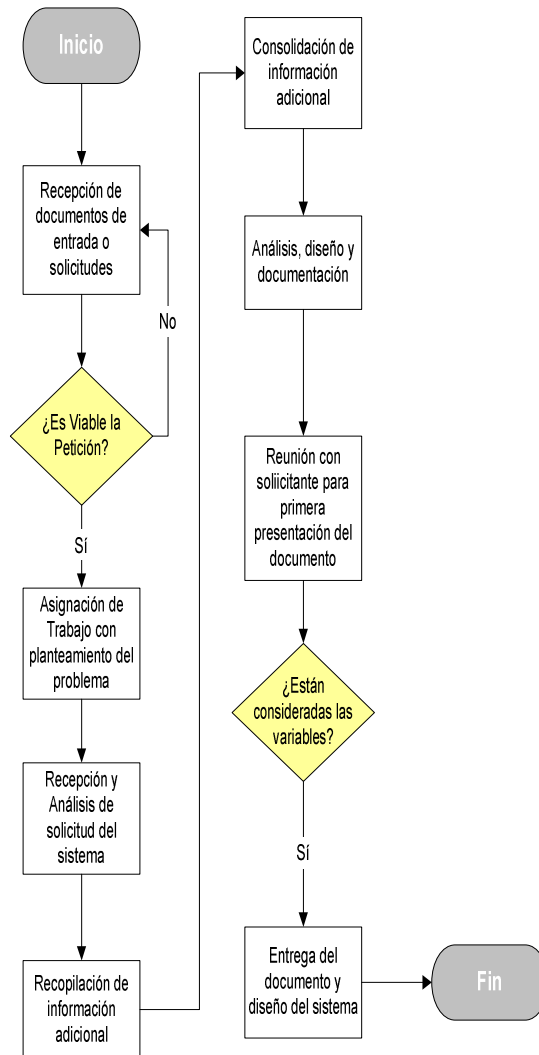 Inicio
Recepción de
documentos de
entrada o
solicitudes
No
¿Es Viable la
Petición?
Sí
Asignación de
Trabajo con
planteamiento del
problema
Recepción y
Análisis de
solicitud del
sistema
Recopilación de
información
adicional
Consolidación de
información
adicional
Análisis, diseño y
documentación
Reunión con
soliicitante para
primera
presentación del
documento
¿Están
consideradas las
variables?
Sí
Entrega del
documento y
diseño del sistema
Fin